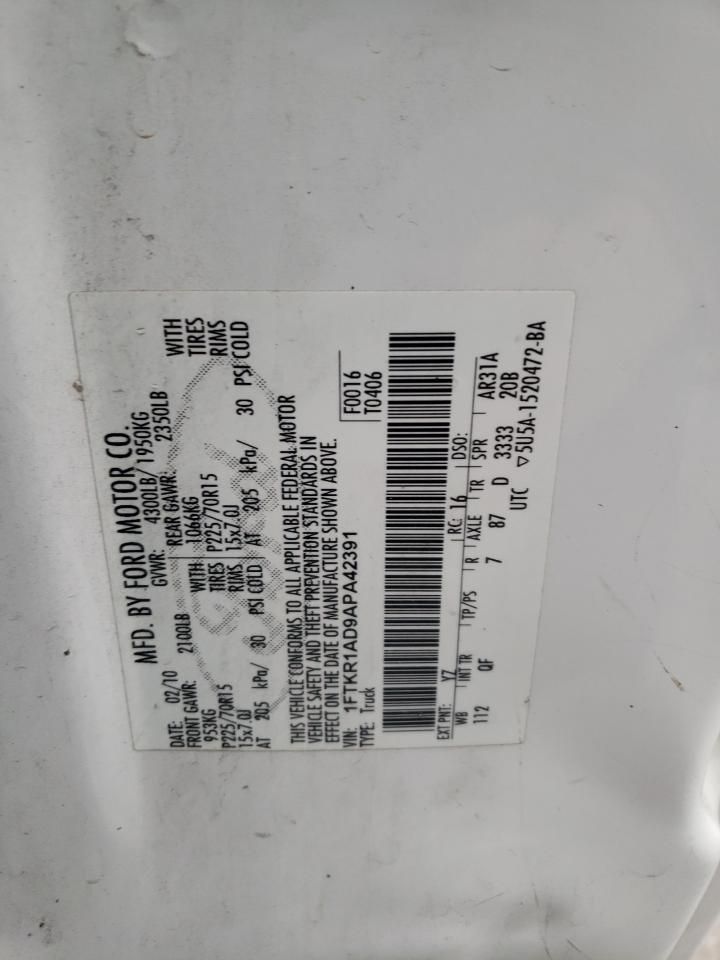 MFD. BY FORD MOTOR CO.
DATE: 02/10 GVWR: 4300LB/ 1950KG
FRONT GAWR: 2100LB REAR GAWR: 2350LB
953KG WITH 1066KG WITH
P225/70R15 TIRES P225/70R15 TIRES
15x7.0J RIMS 15x7.0J RIMS
AT 205 kPa/ 30 PSI COLD AT 205 kPa/ 30 PSI COLD
THIS VEHICLE CONFORMS TO ALL APPLICABLE FEDERAL MOTOR
VEHICLE SAFETY AND THEFT PREVENTION STANDARDS IN
EFFECT ON THE DATE OF MANUFACTURE SHOWN ABOVE.
VIN: 1FTKR1AD9APA42391 F0016
TYPE: Truck T0406
EXT PNT: YZ RC: 16 DSO:
WB INT TR TP/PS R AXLE TR SPR AR31A
112 QF 7 87 D 3333 20B
UTC ▽5U5A-1520472-BA